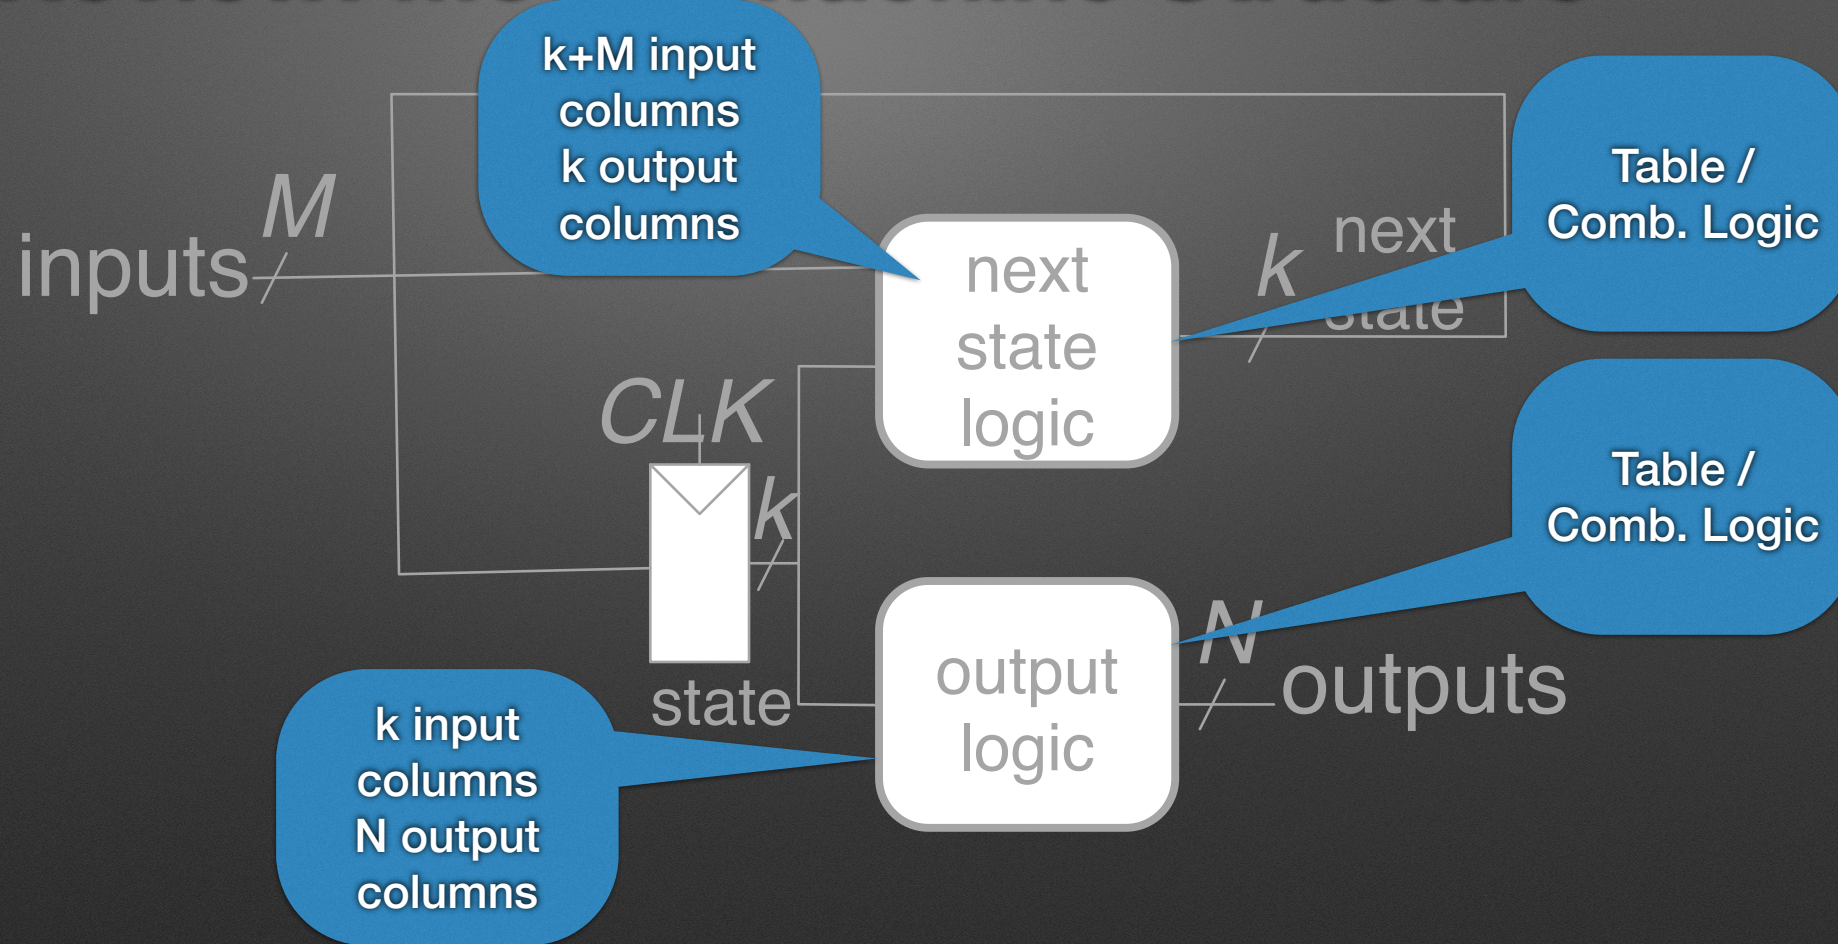 k+M input
columns
k output
columns
Table /
Comb. Logic
M
inputs
next
state
logic
k
next
state
CLK
k
state
Table /
Comb. Logic
output
logic
N
outputs
k input
columns
N output
columns